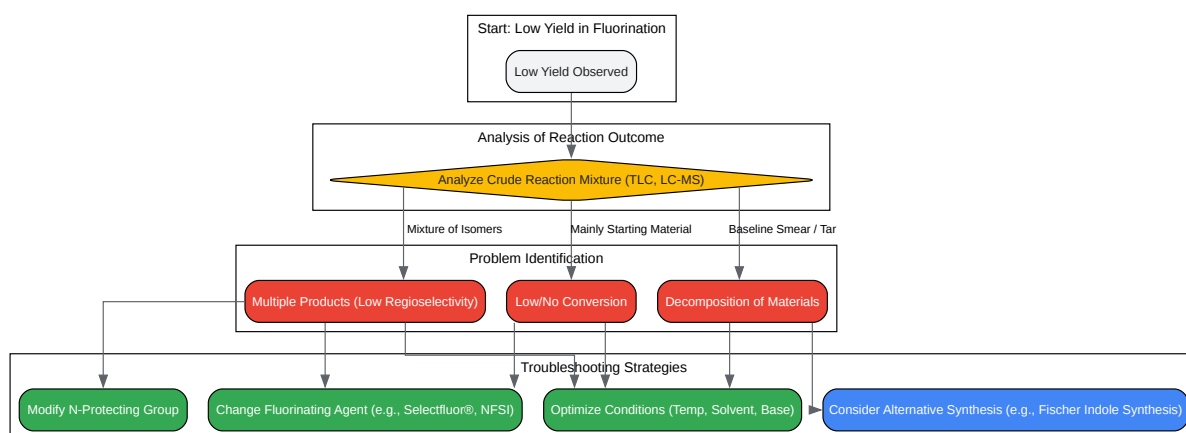 Start: Low Yield in Fluorination
Low Yield Observed
Analysis of Reaction Outcome
Analyze Crude Reaction Mixture (TLC, LC-MS)
Mixture of Isomers
Mainly Starting Material
Baseline Smear / Tar
Problem Identification
Multiple Products (Low Regioselectivity)
Low/No Conversion
Decomposition of Materials
Troubleshooting Strategies
Modify N-Protecting Group
Change Fluorinating Agent (e.g., Selectfluor®, NFSI)
Optimize Conditions (Temp, Solvent, Base)
Consider Alternative Synthesis (e.g., Fischer Indole Synthesis)